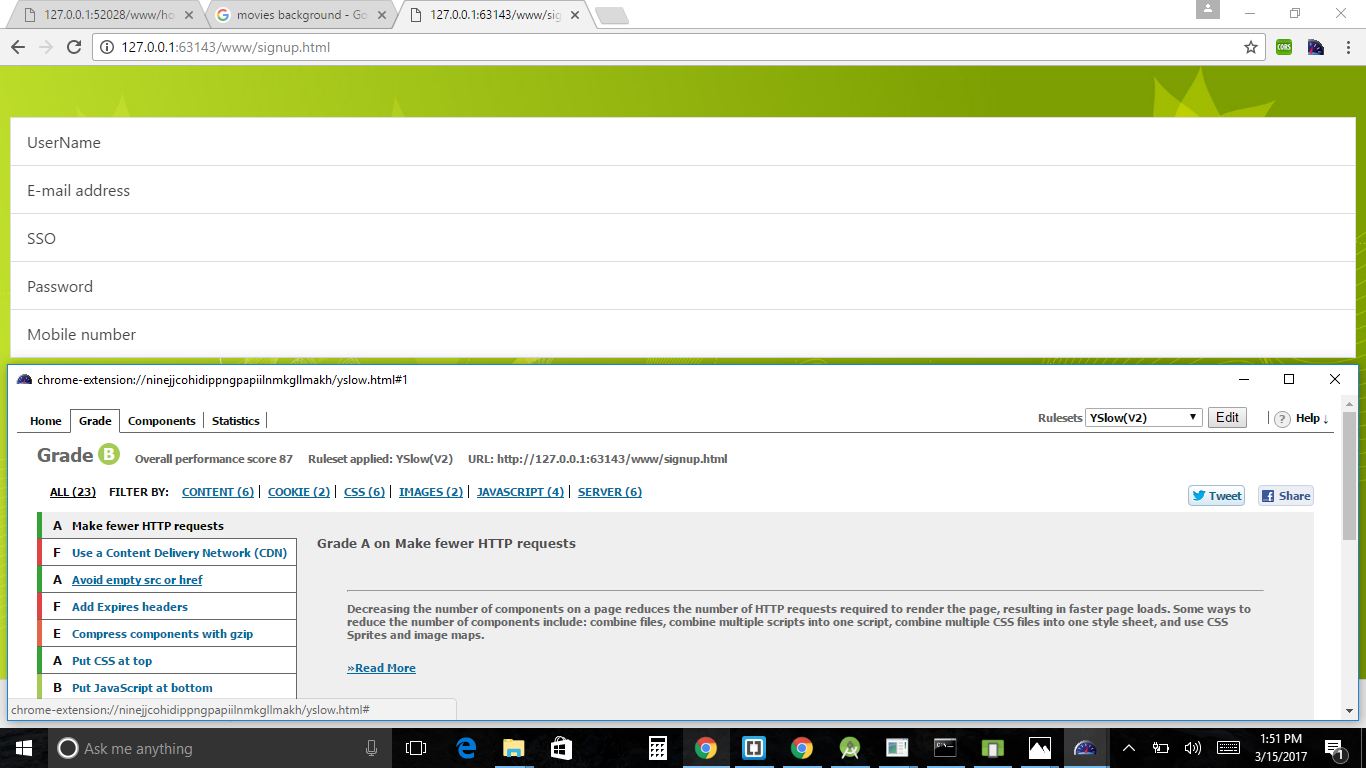 127.0.0.1:52028/www/ho
movies background - Go
127.0.0.1:63143/www/sig
127.0.0.1:63143/www/signup.html
CORS
UserName
E-mail address
SSO
Password
Mobile number
chrome-extension://ninejjcohidippngpapiilnmkgllmakh/yslow.html#1
Home Grade Components Statistics Rulesets YSlow(V2) Edit ? Help ↓
Grade B Overall performance score 87 Ruleset applied: YSlow(V2) URL: http://127.0.0.1:63143/www/signup.html
ALL (23) FILTER BY: CONTENT (6) | COOKIE (2) | CSS (6) | IMAGES (2) | JAVASCRIPT (4) | SERVER (6)
Tweet Share
A Make fewer HTTP requests
F Use a Content Delivery Network (CDN)
A Avoid empty src or href
F Add Expires headers
E Compress components with gzip
A Put CSS at top
B Put JavaScript at bottom
Grade A on Make fewer HTTP requests
Decreasing the number of components on a page reduces the number of HTTP requests required to render the page, resulting in faster page loads. Some ways to
reduce the number of components include: combine files, combine multiple scripts into one script, combine multiple CSS files into one style sheet, and use CSS
Sprites and image maps.
»Read More
chrome-extension://ninejjcohidippngpapiilnmkgllmakh/yslow.html#
Ask me anything
1:51 PM
3/15/2017
1